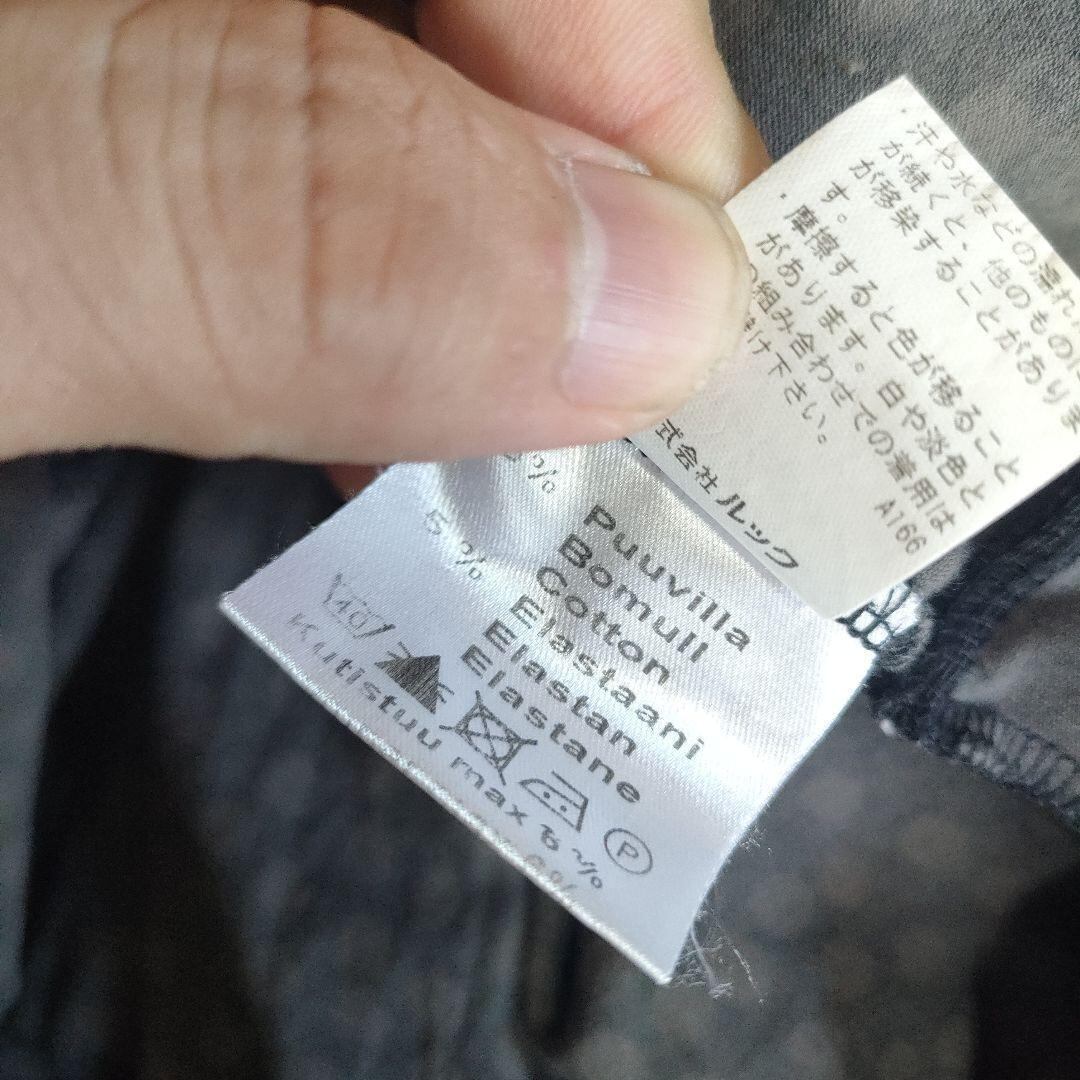 ・汗や水などの濡れ
が続くと、他のものに
が移染することがありま
す。
・摩擦すると色が移ること
があります。白や淡色と
の組み合わせでの着用は
け下さい。
A166
式会社 ルック
%
5 %
Puuvilla
Bomull
Cotton
Elastaani
Elastan
Elastane
40
P
Kutistuu max 6 %
6%